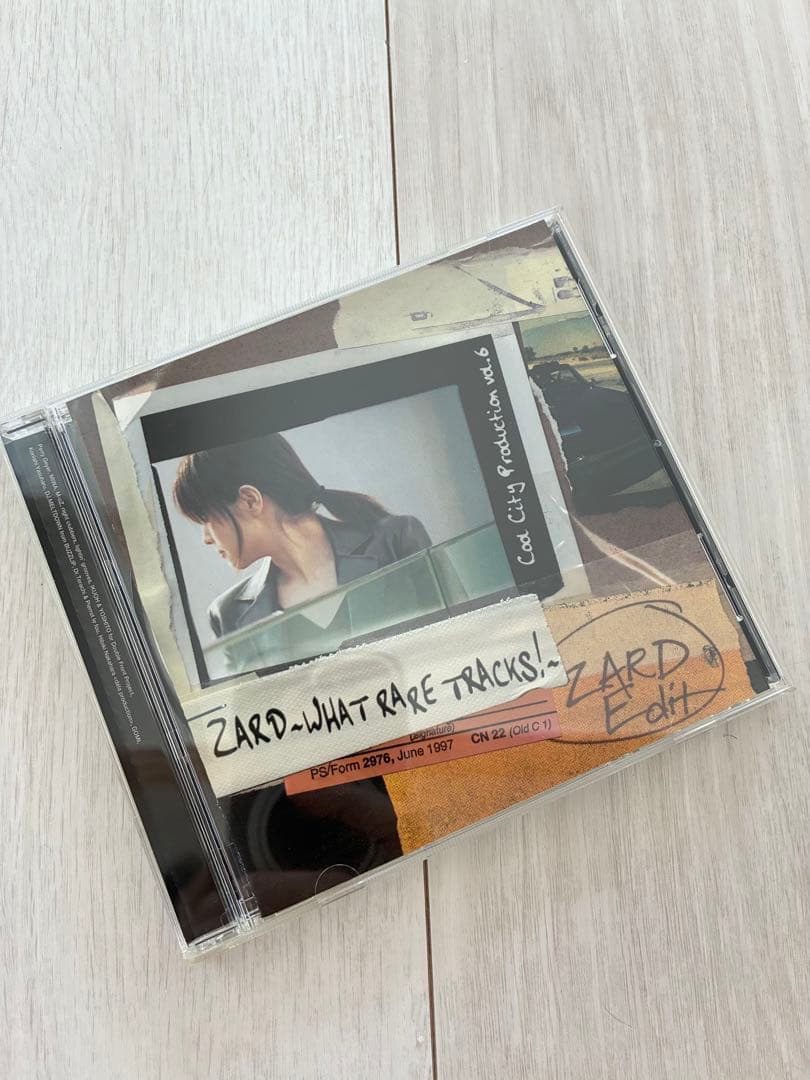 Cool City Production vol.6
ZARD~WHAT RARE TRACKS!~
ZARD
Edit
(signature)
PS/Form 2976, June 1997 CN 22 (Old C 1)